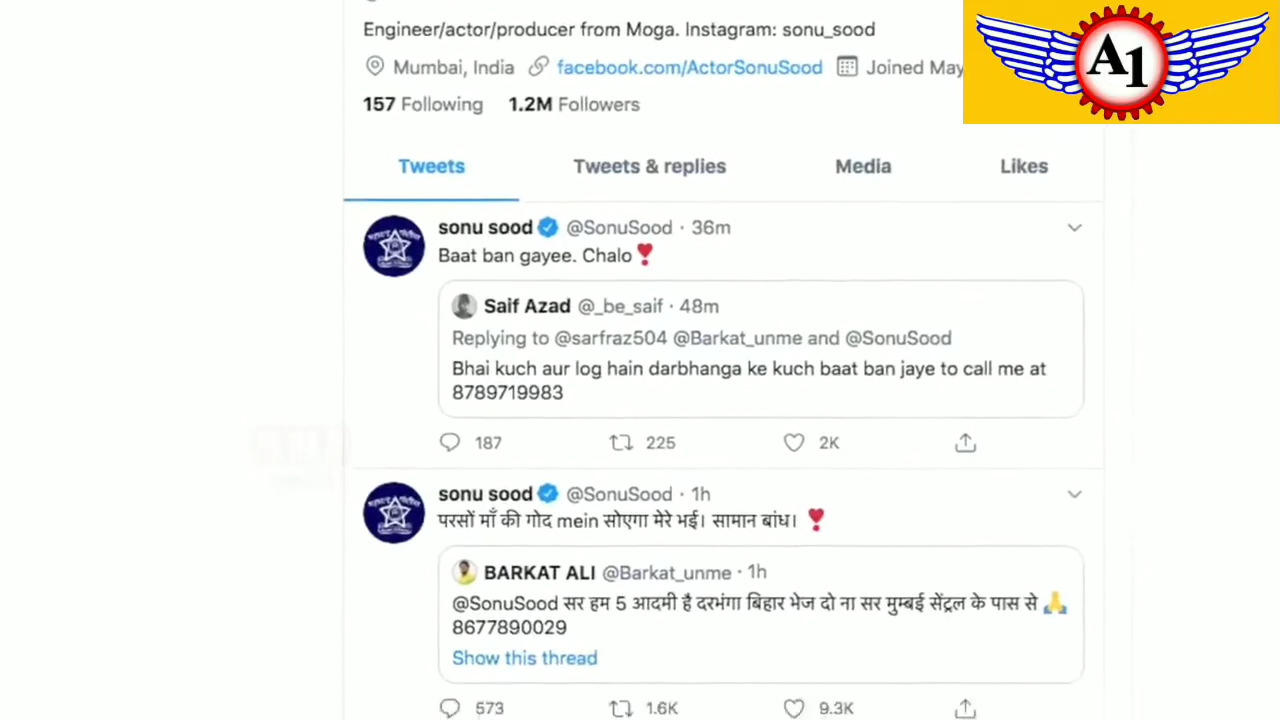 Engineer/actor/producer from Moga. Instagram: sonu_sood
Mumbai, India facebook.com/ActorSonuSood Joined May
A1
157 Following 1.2M Followers
Tweets Tweets & replies Media Likes
sonu sood @SonuSood · 36m
Baat ban gayee. Chalo❣
Saif Azad @_be_saif · 48m
Replying to @sarfraz504 @Barkat_unme and @SonuSood
Bhai kuch aur log hain darbhanga ke kuch baat ban jaye to call me at
8789719983
187 225 2K
sonu sood @SonuSood · 1h
परसों माँ की गोद mein सोएगा मेरे भई। सामान बांध। ❣
BARKAT ALI @Barkat_unme · 1h
@SonuSood सर हम 5 आदमी है दरभंगा बिहार भेज दो ना सर मुम्बई सेंट्रल के पास से 🙏
8677890029
Show this thread
573 1.6K 9.3K